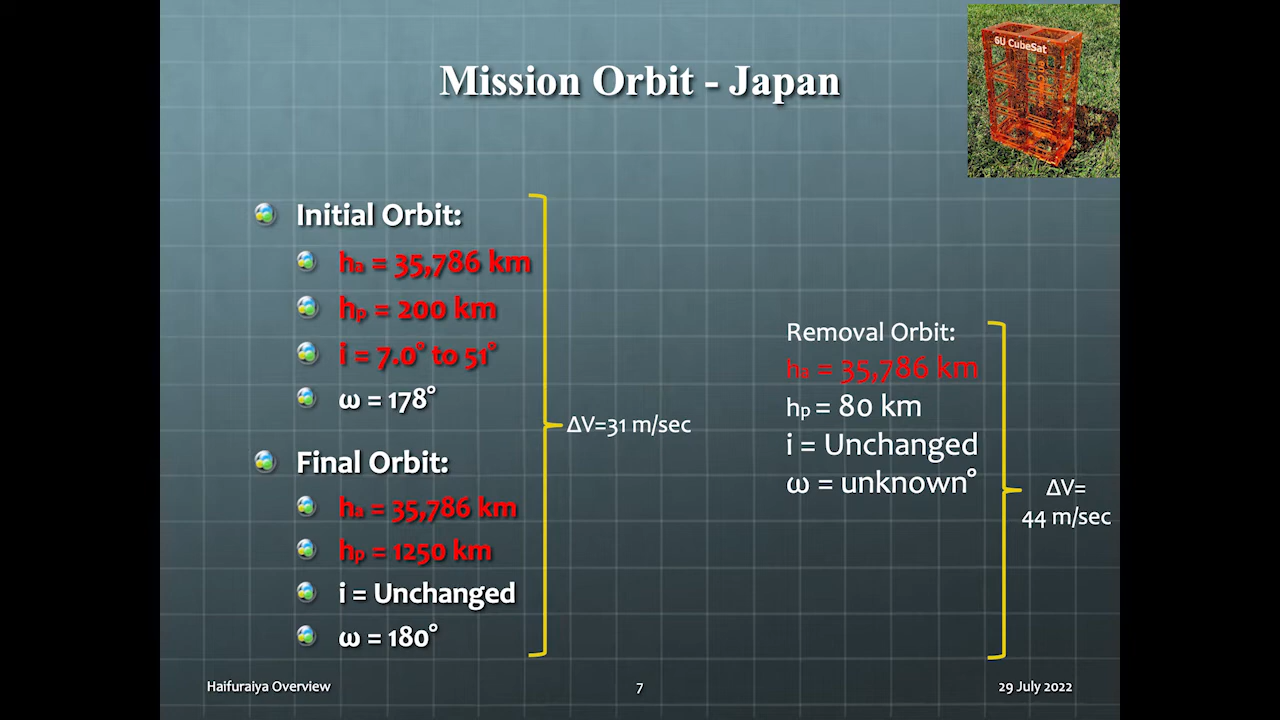 6U CubeSat
Mission Orbit - Japan
Initial Orbit:
hₐ = 35,786 km
hₚ = 200 km
i = 7.0° to 51°
ω = 178°
ΔV=31 m/sec
Final Orbit:
hₐ = 35,786 km
hₚ = 1250 km
i = Unchanged
ω = 180°
Removal Orbit:
hₐ = 35,786 km
hₚ = 80 km
i = Unchanged
ω = unknown°
ΔV=
44 m/sec
Haifuraiya Overview
7
29 July 2022